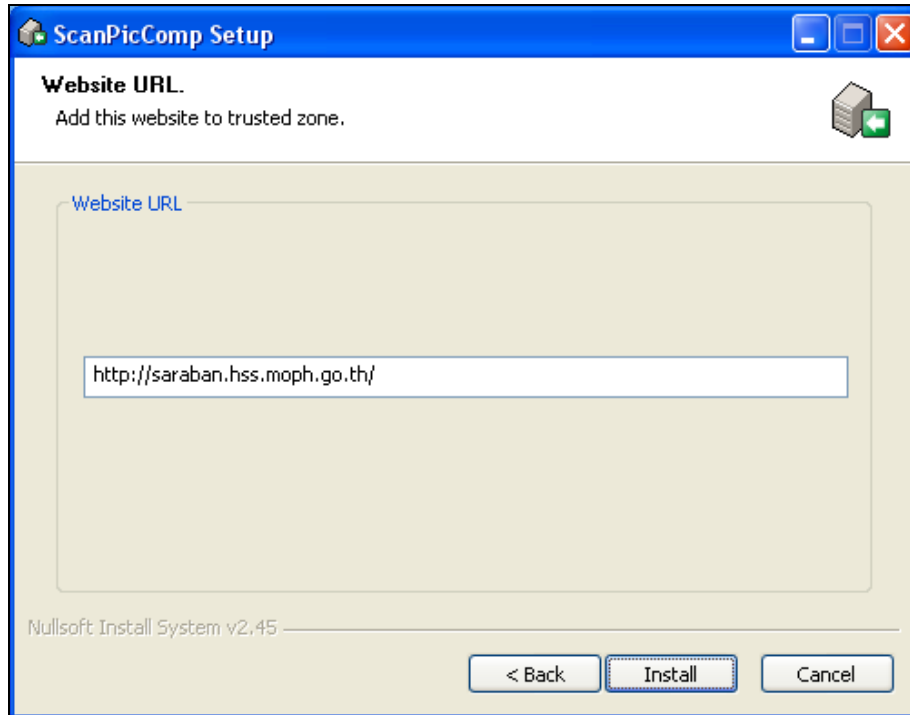 ScanPicComp Setup
Website URL.
Add this website to trusted zone.
Website URL
http://saraban.hss.moph.go.th/
Nullsoft Install System v2.45
< Back
Install
Cancel